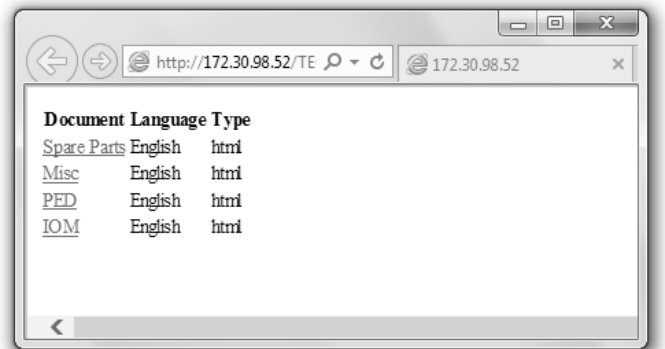 http://172.30.98.52/TE 172.30.98.52
Document Language Type
Spare Parts English html
Misc English html
PED English html
IOM English html